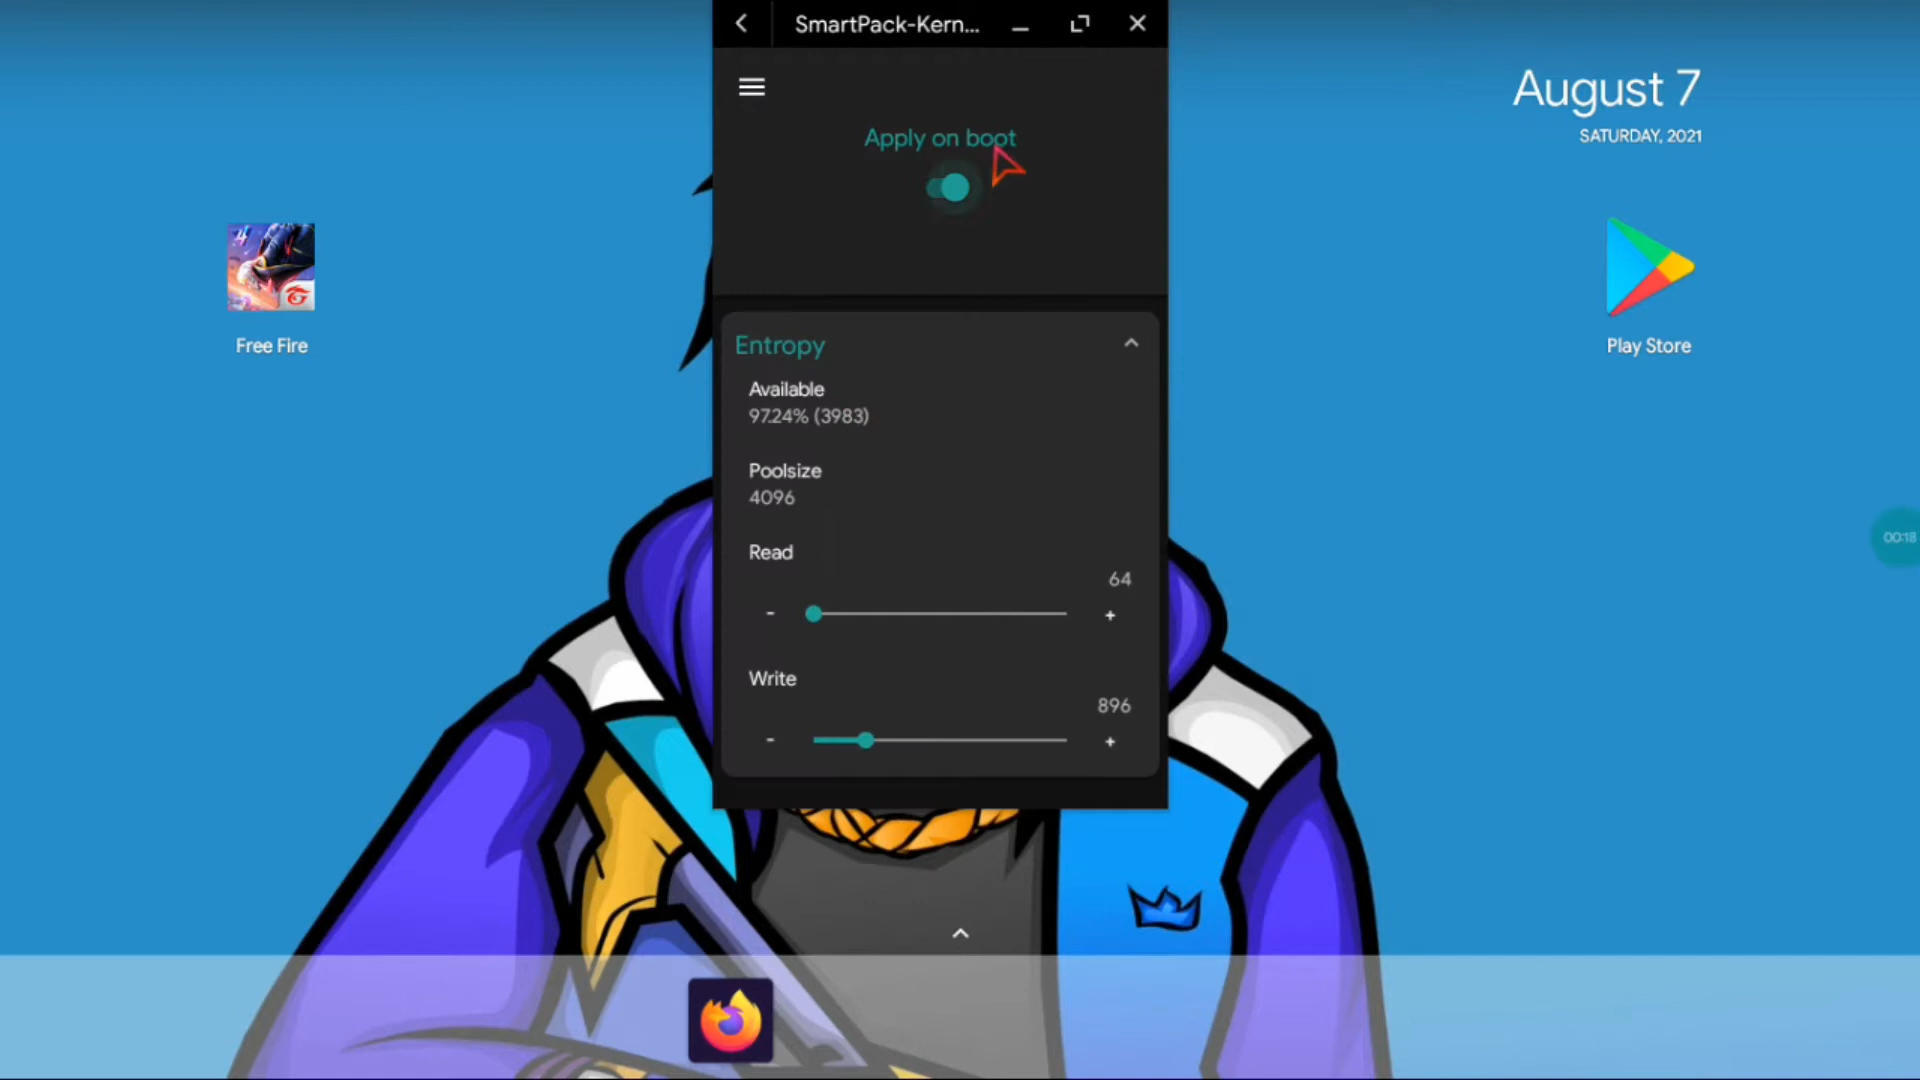 SmartPack-Kern...
August 7
SATURDAY, 2021
Apply on boot
Free Fire
Play Store
Entropy
Available
97.24% (3983)
Poolsize
4096
Read
64
-
+
Write
896
-
+
00:18